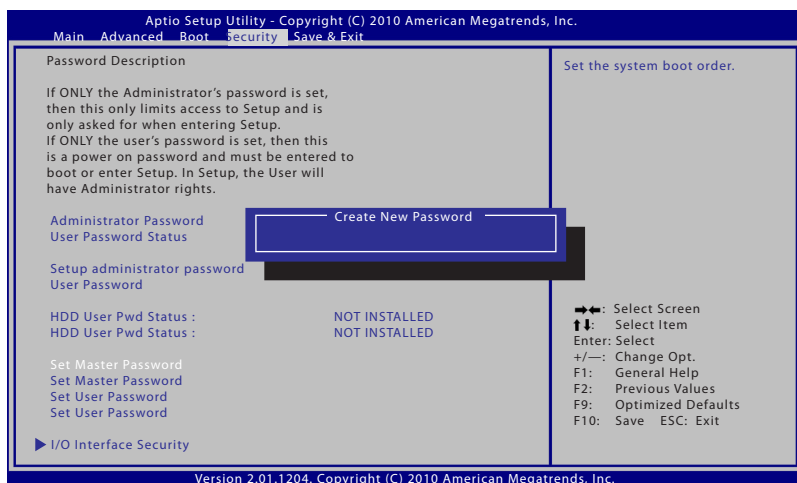 Aptio Setup Utility - Copyright (C) 2010 American Megatrends, Inc.
Main Advanced Boot Security Save & Exit
Password Description
If ONLY the Administrator's password is set,
then this only limits access to Setup and is
only asked for when entering Setup.
If ONLY the user's password is set, then this
is a power on password and must be entered to
boot or enter Setup. In Setup, the User will
have Administrator rights.
Administrator Password
User Password Status
Setup administrator password
User Password
HDD User Pwd Status : NOT INSTALLED
HDD User Pwd Status : NOT INSTALLED
Set Master Password
Set Master Password
Set User Password
Set User Password
I/O Interface Security
Create New Password
Set the system boot order.
: Select Screen
: Select Item
Enter: Select
+/—: Change Opt.
F1: General Help
F2: Previous Values
F9: Optimized Defaults
F10: Save ESC: Exit
Version 2.01.1204. Copyright (C) 2010 American Megatrends, Inc.